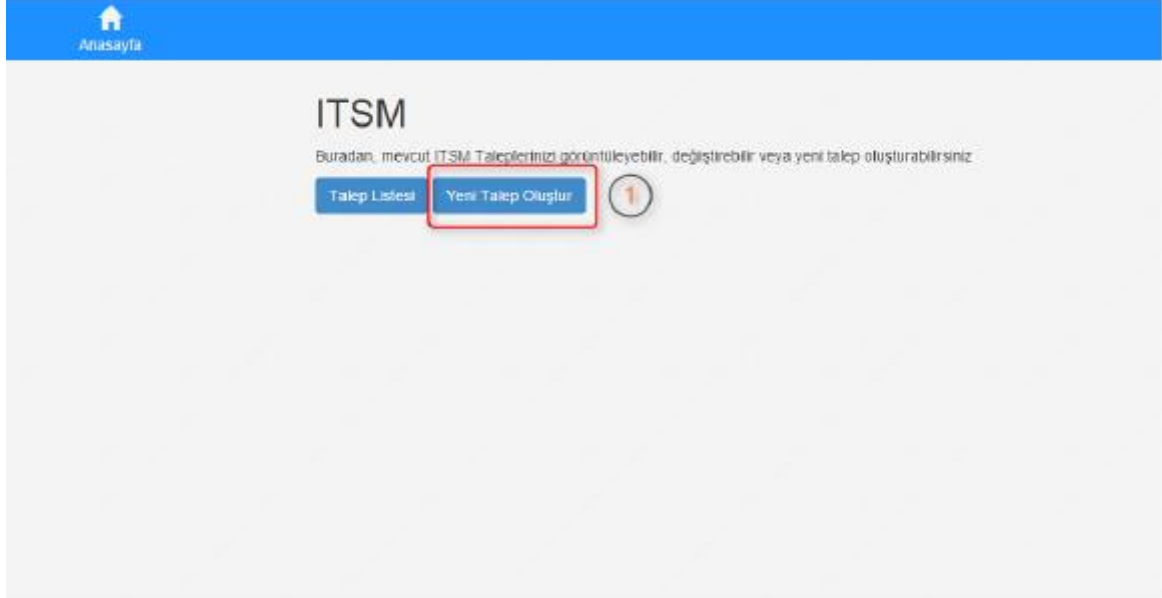 Anasayfa
ITSM
Buradan, mevcut ITSM Taleplerinizi görüntüleyebilir, değiştirebilir veya yeni talep oluşturabilirsiniz
Talep Listesi Yeni Talep Oluştur 1